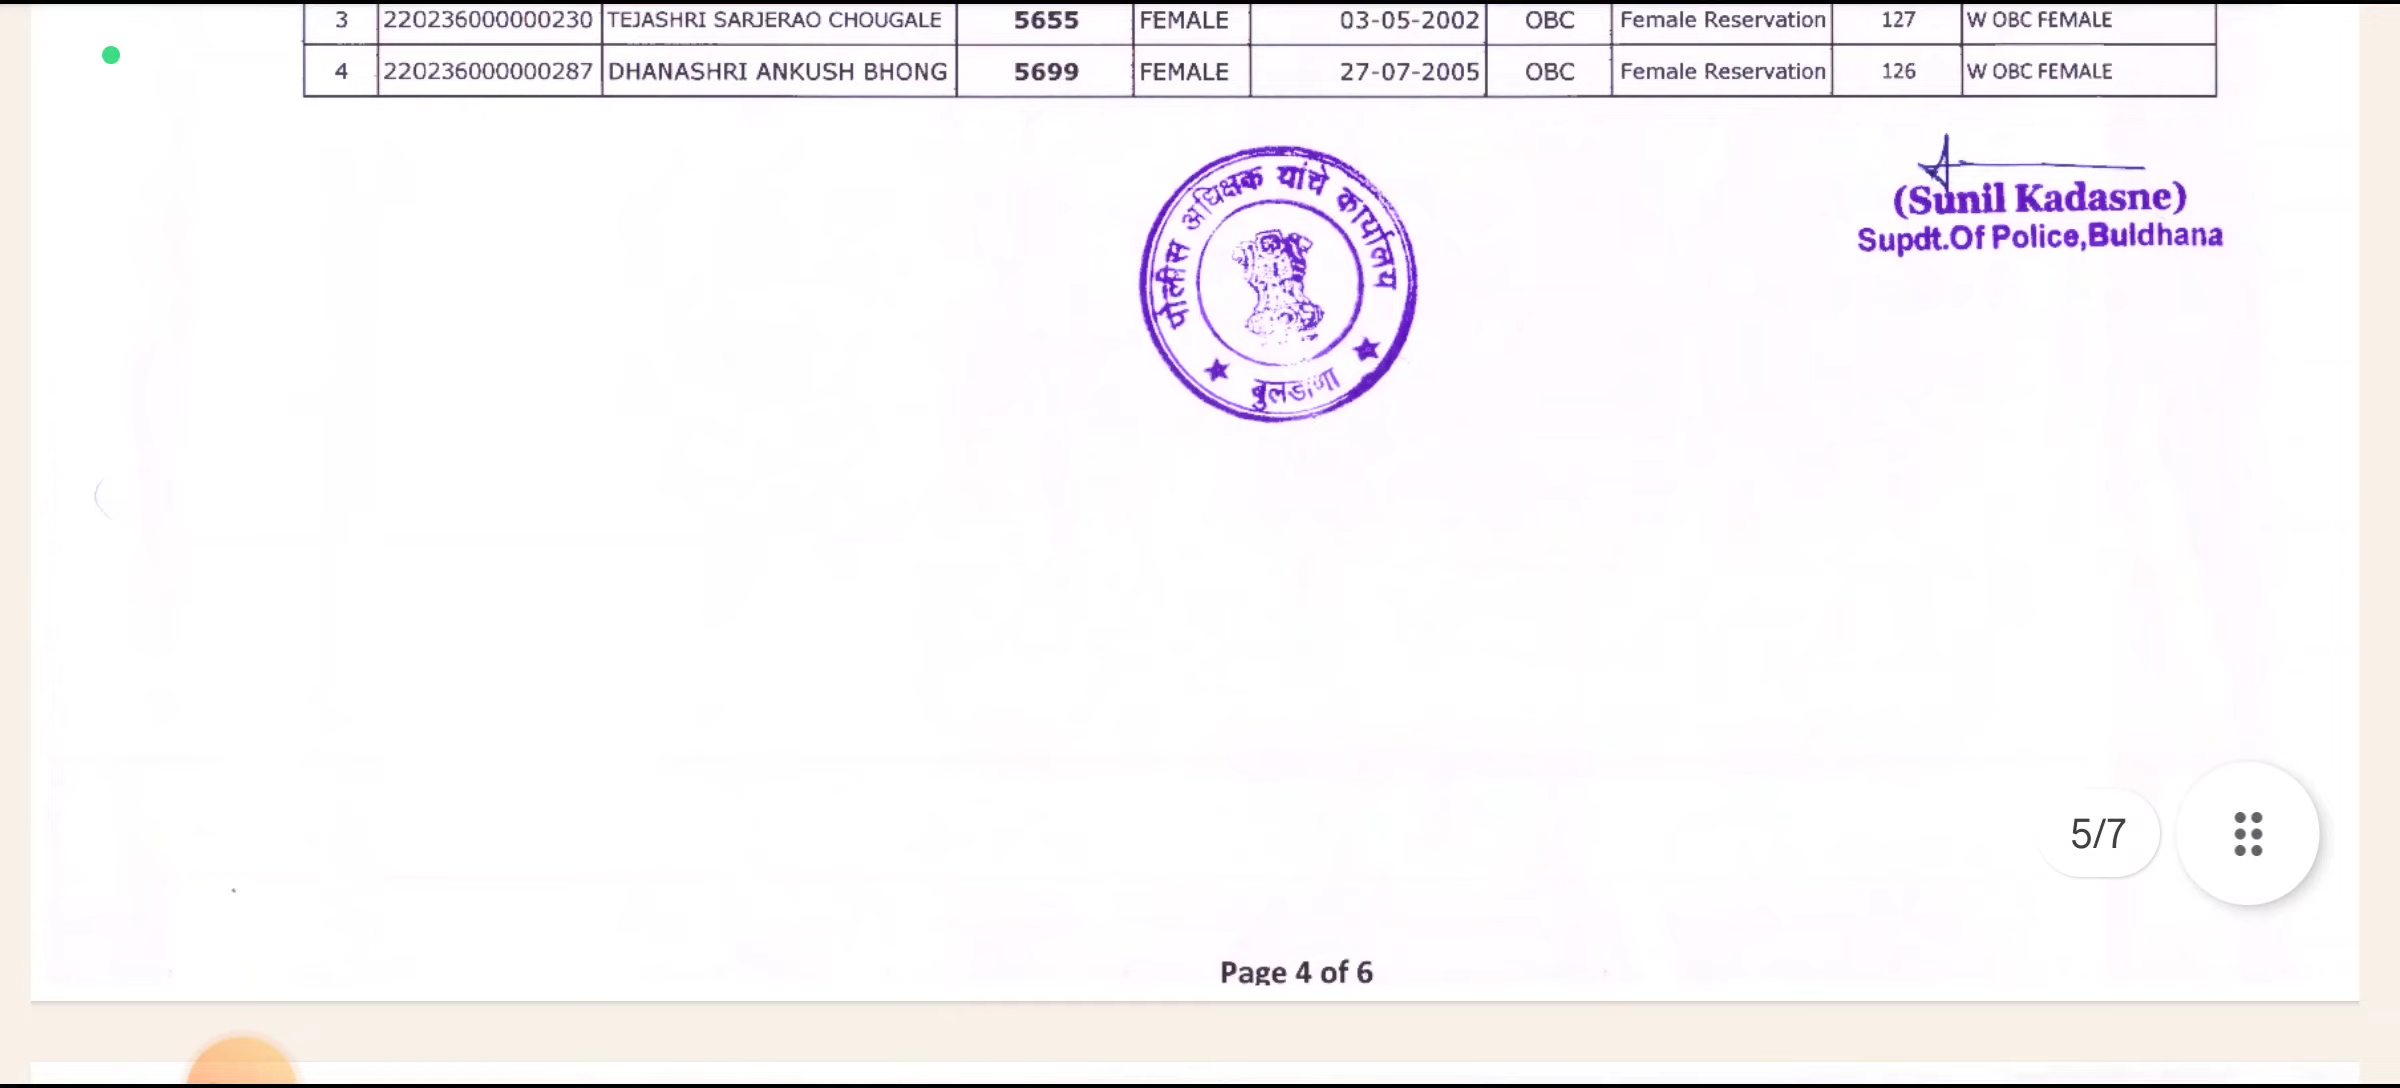 3 220236000000230 TEJASHRI SARJERAO CHOUGALE 5655 FEMALE 03-05-2002 OBC Female Reservation 127 W OBC FEMALE
4 220236000000287 DHANASHRI ANKUSH BHONG 5699 FEMALE 27-07-2005 OBC Female Reservation 126 W OBC FEMALE
पोलीस अधिक्षक यांचे कार्यालय
बुलडाणा
(Sunil Kadasne)
Supdt.Of Police,Buldhana
5/7
Page 4 of 6